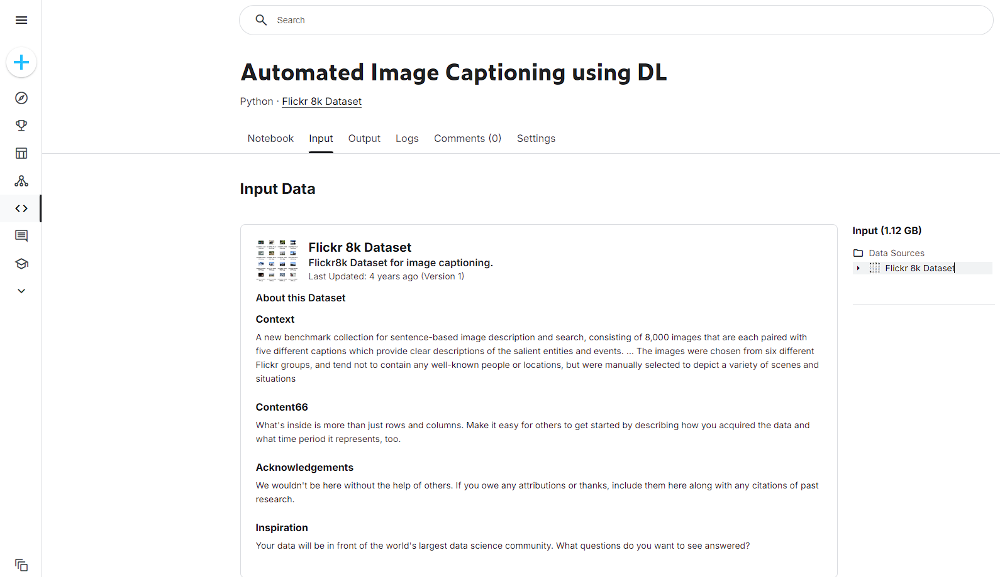 Search
Automated Image Captioning using DL
Python · Flickr 8k Dataset
Notebook Input Output Logs Comments (0) Settings
Input Data
Flickr 8k Dataset
Flickr8k Dataset for image captioning.
Last Updated: 4 years ago (Version 1)
About this Dataset
Context
A new benchmark collection for sentence-based image description and search, consisting of 8,000 images that are each paired with
five different captions which provide clear descriptions of the salient entities and events. ... The images were chosen from six different
Flickr groups, and tend not to contain any well-known people or locations, but were manually selected to depict a variety of scenes and
situations
Content66
What's inside is more than just rows and columns. Make it easy for others to get started by describing how you acquired the data and
what time period it represents, too.
Acknowledgements
We wouldn't be here without the help of others. If you owe any attributions or thanks, include them here along with any citations of past
research.
Inspiration
Your data will be in front of the world's largest data science community. What questions do you want to see answered?
Input (1.12 GB)
Data Sources
Flickr 8k Dataset